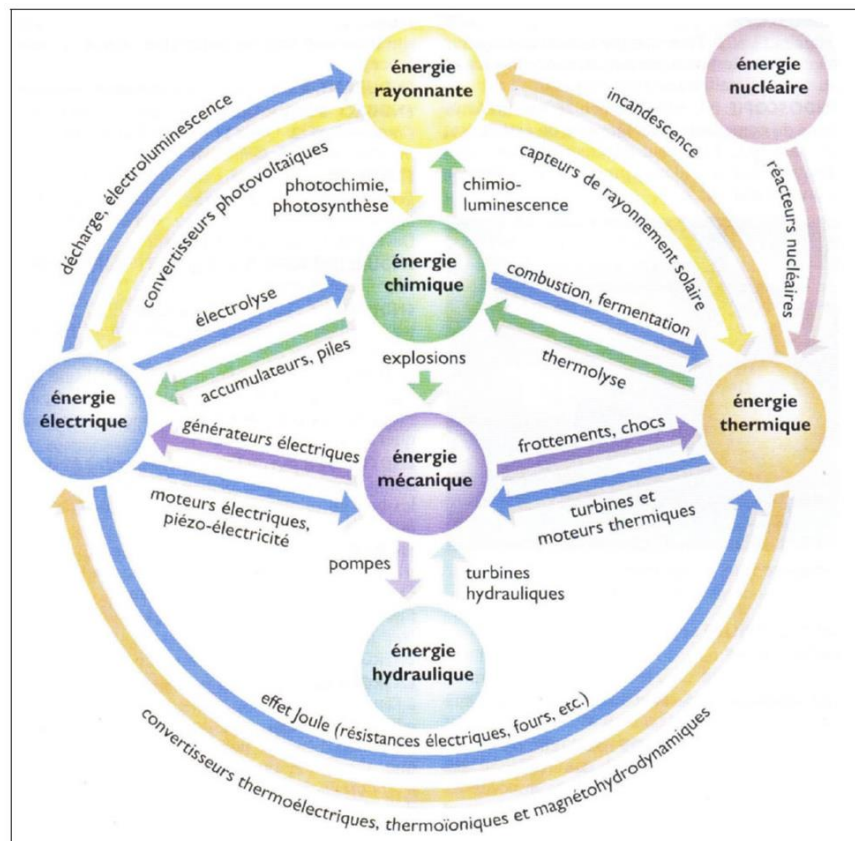 énergie
rayonnante
énergie
nucléaire
décharge, électroluminescence
convertisseurs photovoltaïques
photochimie,
photosynthèse
chimio-
luminescence
capteurs de rayonnement solaire
incandescence
réacteurs nucléaires
énergie
chimique
électrolyse
accumulateurs, piles
combustion, fermentation
thermolyse
explosions
énergie
électrique
énergie
thermique
générateurs électriques
moteurs électriques,
piézo-électricité
énergie
mécanique
frottements, chocs
turbines et
moteurs thermiques
pompes
turbines
hydrauliques
énergie
hydraulique
effet Joule (résistances électriques, fours, etc.)
convertisseurs thermoélectriques, thermoïoniques et magnétohydrodynamiques